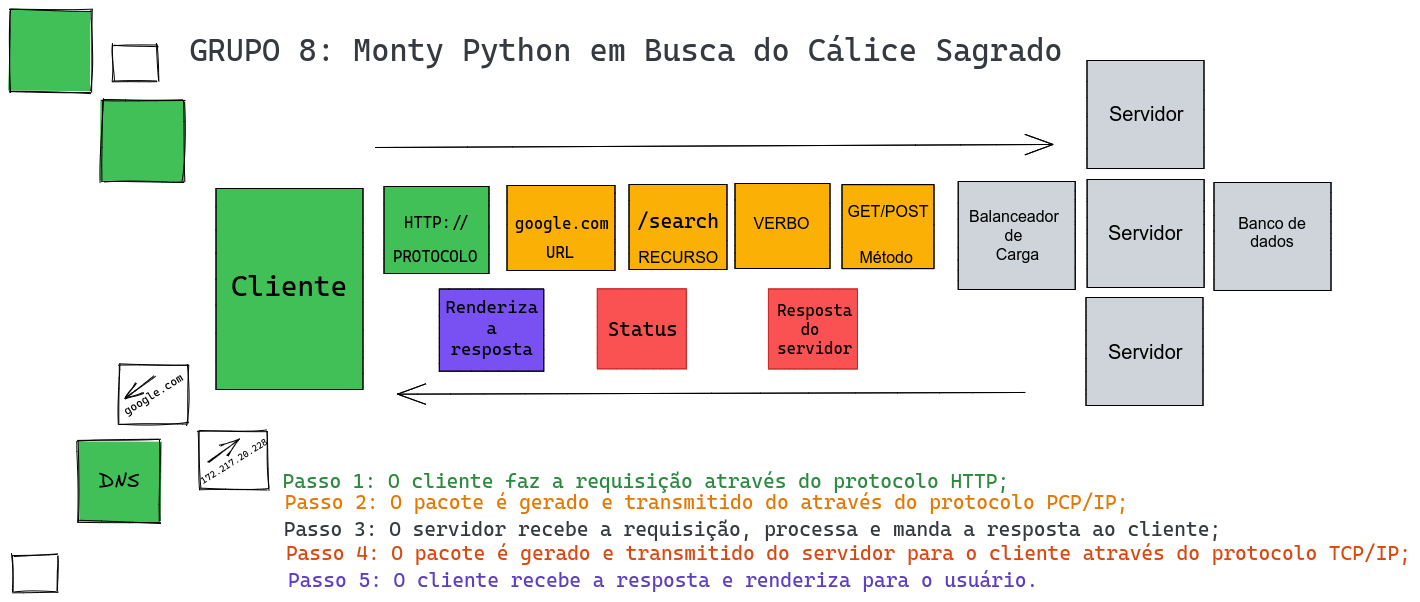 GRUPO 8: Monty Python em Busca do Cálice Sagrado
Servidor
Cliente
HTTP://
PROTOCOLO
google.com
URL
/search
RECURSO
VERBO
GET/POST
Método
Balanceador
de
Carga
Servidor
Banco de
dados
Renderiza
a
resposta
Status
Resposta
do
servidor
Servidor
google.com
172.217.20.228
DNS
Passo 1: O cliente faz a requisição através do protocolo HTTP;
Passo 2: O pacote é gerado e transmitido do através do protocolo PCP/IP;
Passo 3: O servidor recebe a requisição, processa e manda a resposta ao cliente;
Passo 4: O pacote é gerado e transmitido do servidor para o cliente através do protocolo TCP/IP;
Passo 5: O cliente recebe a resposta e renderiza para o usuário.